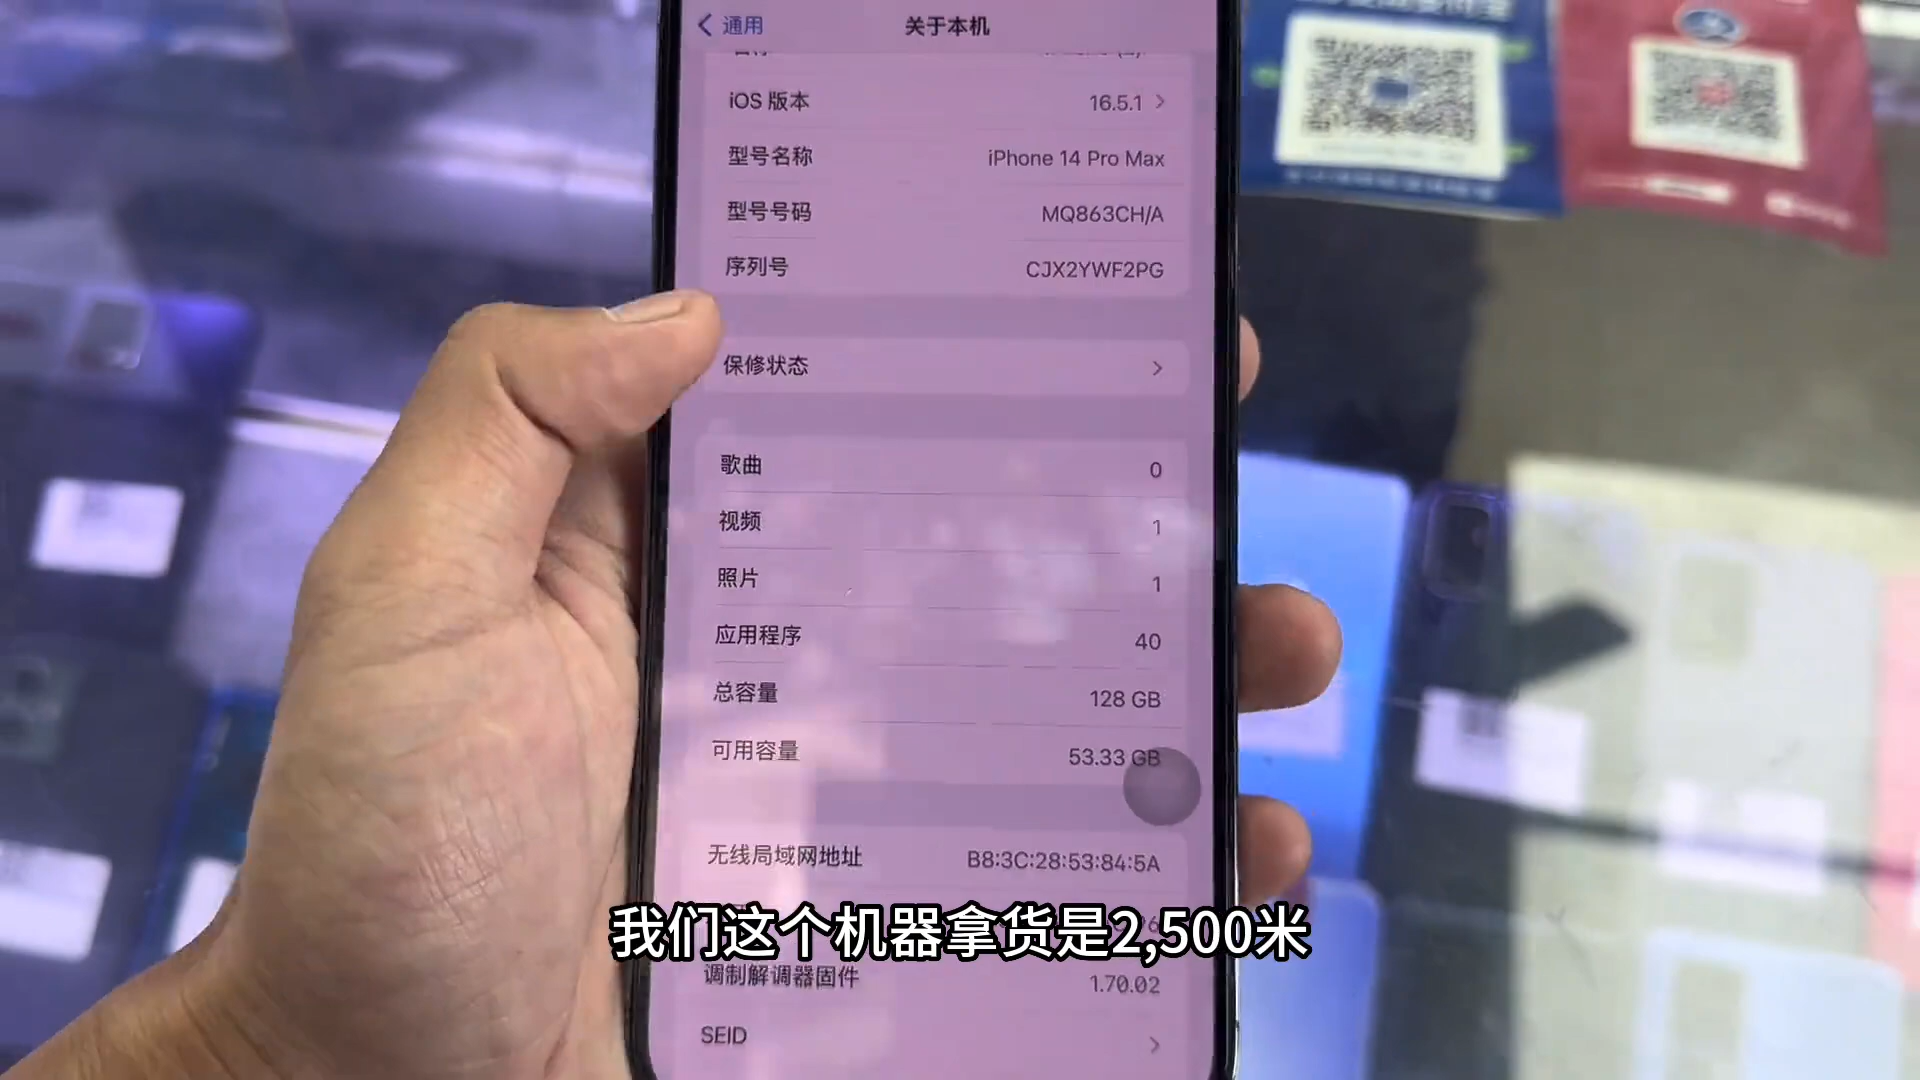 通用
关于本机
iOS 版本
16.5.1
型号名称
iPhone 14 Pro Max
型号号码
MQ863CH/A
序列号
CJX2YWF2PG
保修状态
歌曲
0
视频
1
照片
1
应用程序
40
总容量
128 GB
可用容量
53.33 GB
无线局域网地址
B8:3C:28:53:84:5A
我们这个机器拿货是2,500米
调制解调器固件
1.70.02
SEID